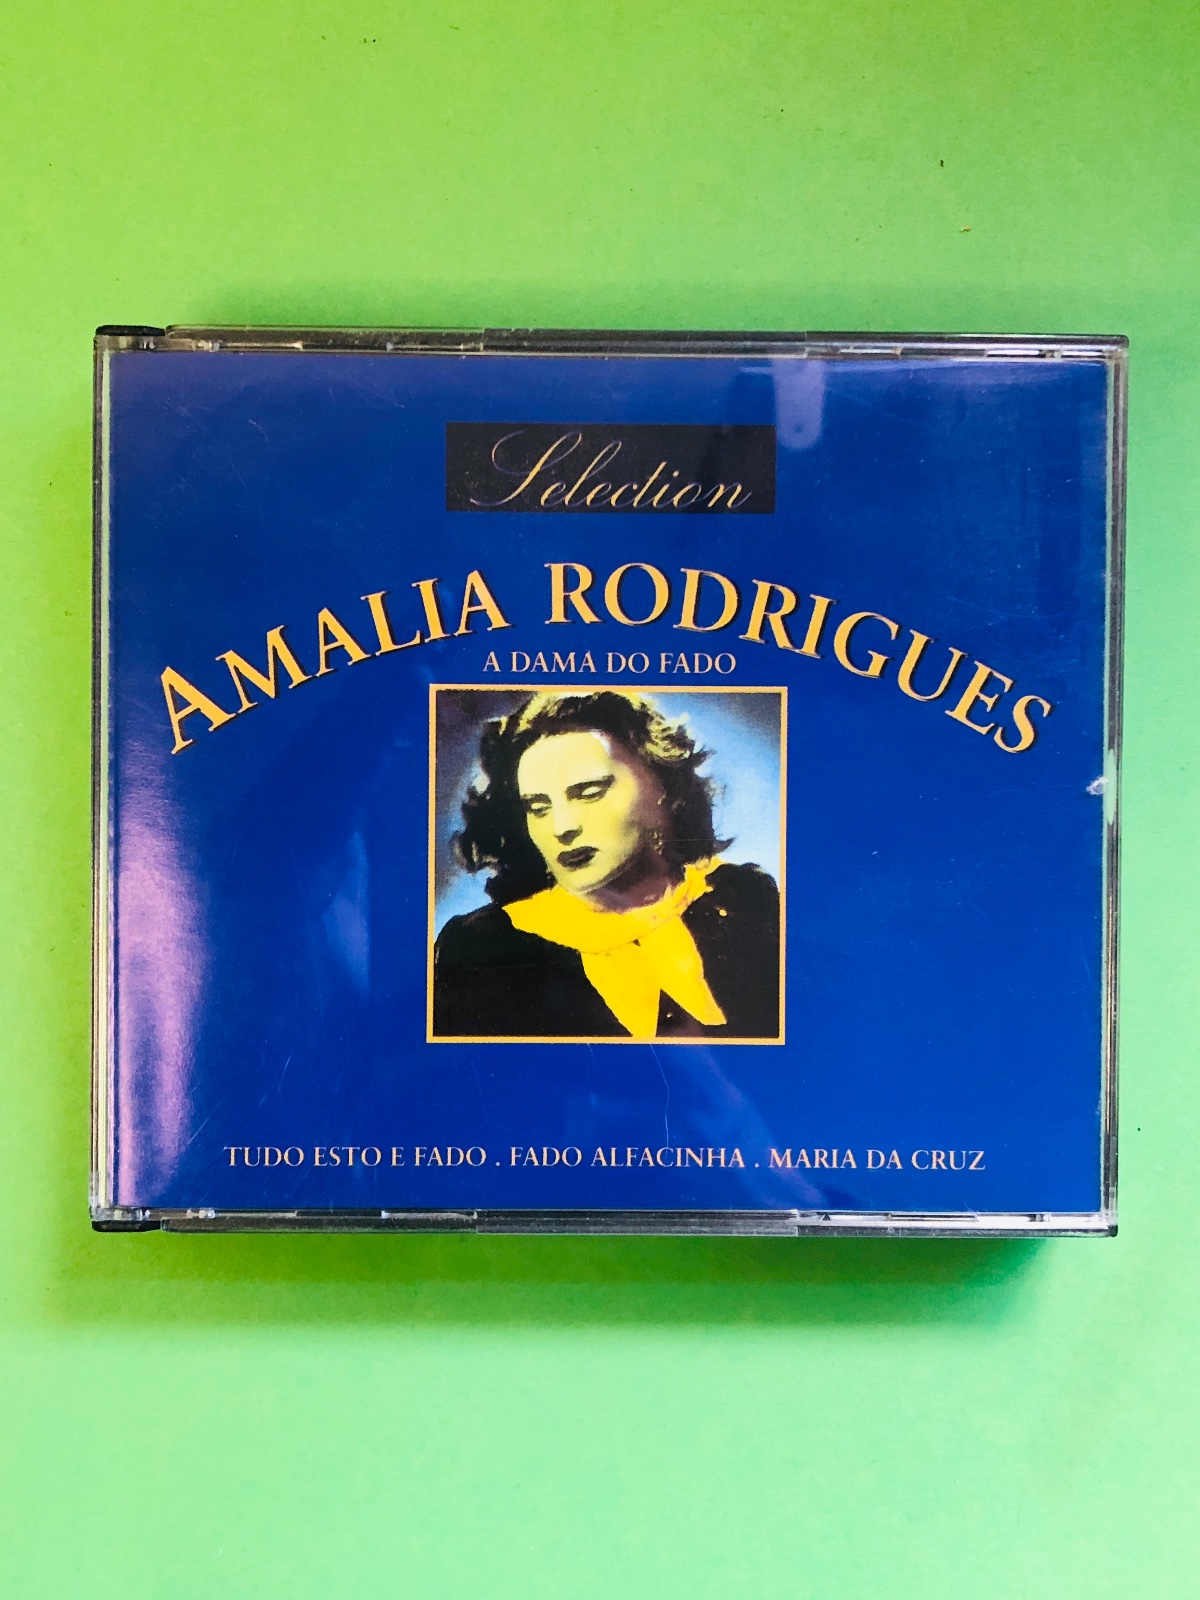 Selection
AMALIA RODRIGUES
A DAMA DO FADO
TUDO ESTO E FADO . FADO ALFACINHA . MARIA DA CRUZ